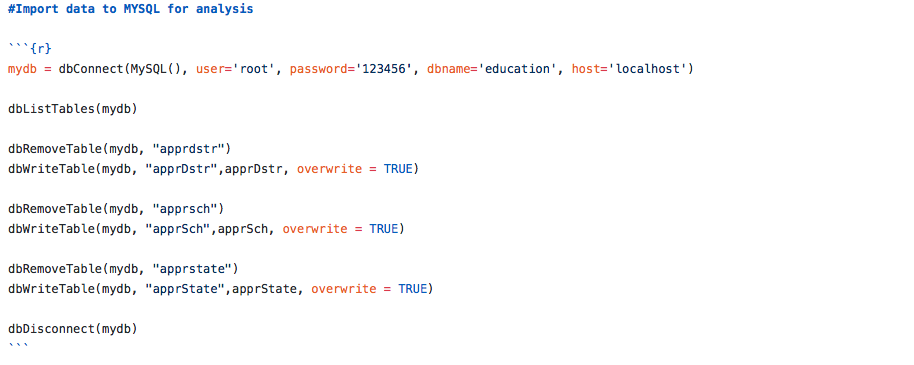 #Import data to MYSQL for analysis
```{r}
mydb = dbConnect(MySQL(), user='root', password='123456', dbname='education', host='localhost')
dbListTables(mydb)
dbRemoveTable(mydb, "apprdstr")
dbWriteTable(mydb, "apprDstr",apprDstr, overwrite = TRUE)
dbRemoveTable(mydb, "apprsch")
dbWriteTable(mydb, "apprSch",apprSch, overwrite = TRUE)
dbRemoveTable(mydb, "apprstate")
dbWriteTable(mydb, "apprState",apprState, overwrite = TRUE)
dbDisconnect(mydb)
```